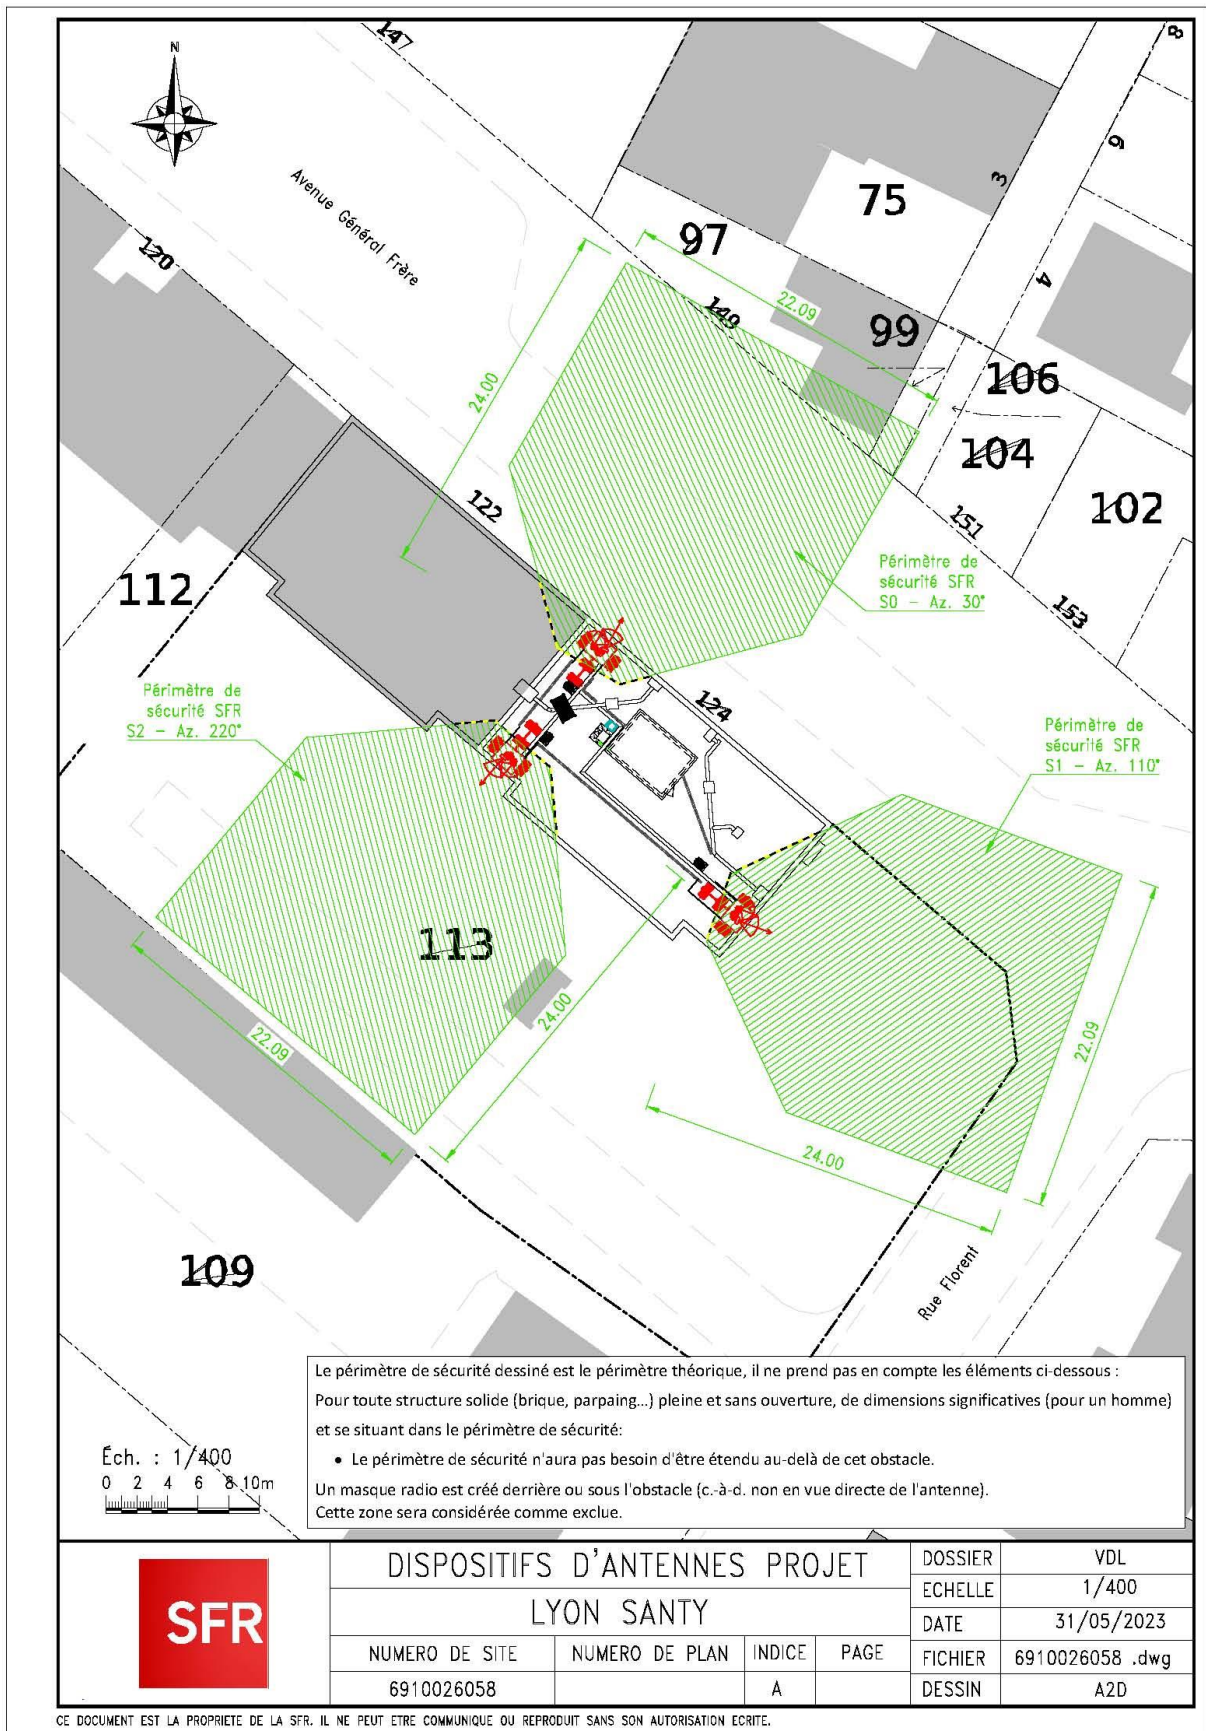 N
147
8
6
3
4
75
97
Avenue Général Frère
120
149
22.09
99
106
24.00
104
122
151
102
Périmètre de
sécurité SFR
S0 - Az. 30°
112
153
Périmètre de
sécurité SFR
S2 - Az. 220°
124
Périmètre de
sécurité SFR
S1 - Az. 110°
113
24.00
22.09
22.09
24.00
109
Rue Florent
Le périmètre de sécurité dessiné est le périmètre théorique, il ne prend pas en compte les éléments ci-dessous :
Pour toute structure solide (brique, parpaing...) pleine et sans ouverture, de dimensions significatives (pour un homme)
et se situant dans le périmètre de sécurité:
• Le périmètre de sécurité n'aura pas besoin d'être étendu au-delà de cet obstacle.
Un masque radio est créé derrière ou sous l'obstacle (c.-à-d. non en vue directe de l'antenne).
Cette zone sera considérée comme exclue.
Éch. : 1/400
0 2 4 6 8 10m
SFR
DISPOSITIFS D'ANTENNES PROJET
LYON SANTY
NUMERO DE SITE NUMERO DE PLAN INDICE PAGE
6910026058 A
DOSSIER VDL
ECHELLE 1/400
DATE 31/05/2023
FICHIER 6910026058 .dwg
DESSIN A2D
CE DOCUMENT EST LA PROPRIETE DE LA SFR. IL NE PEUT ETRE COMMUNIQUE OU REPRODUIT SANS SON AUTORISATION ECRITE.